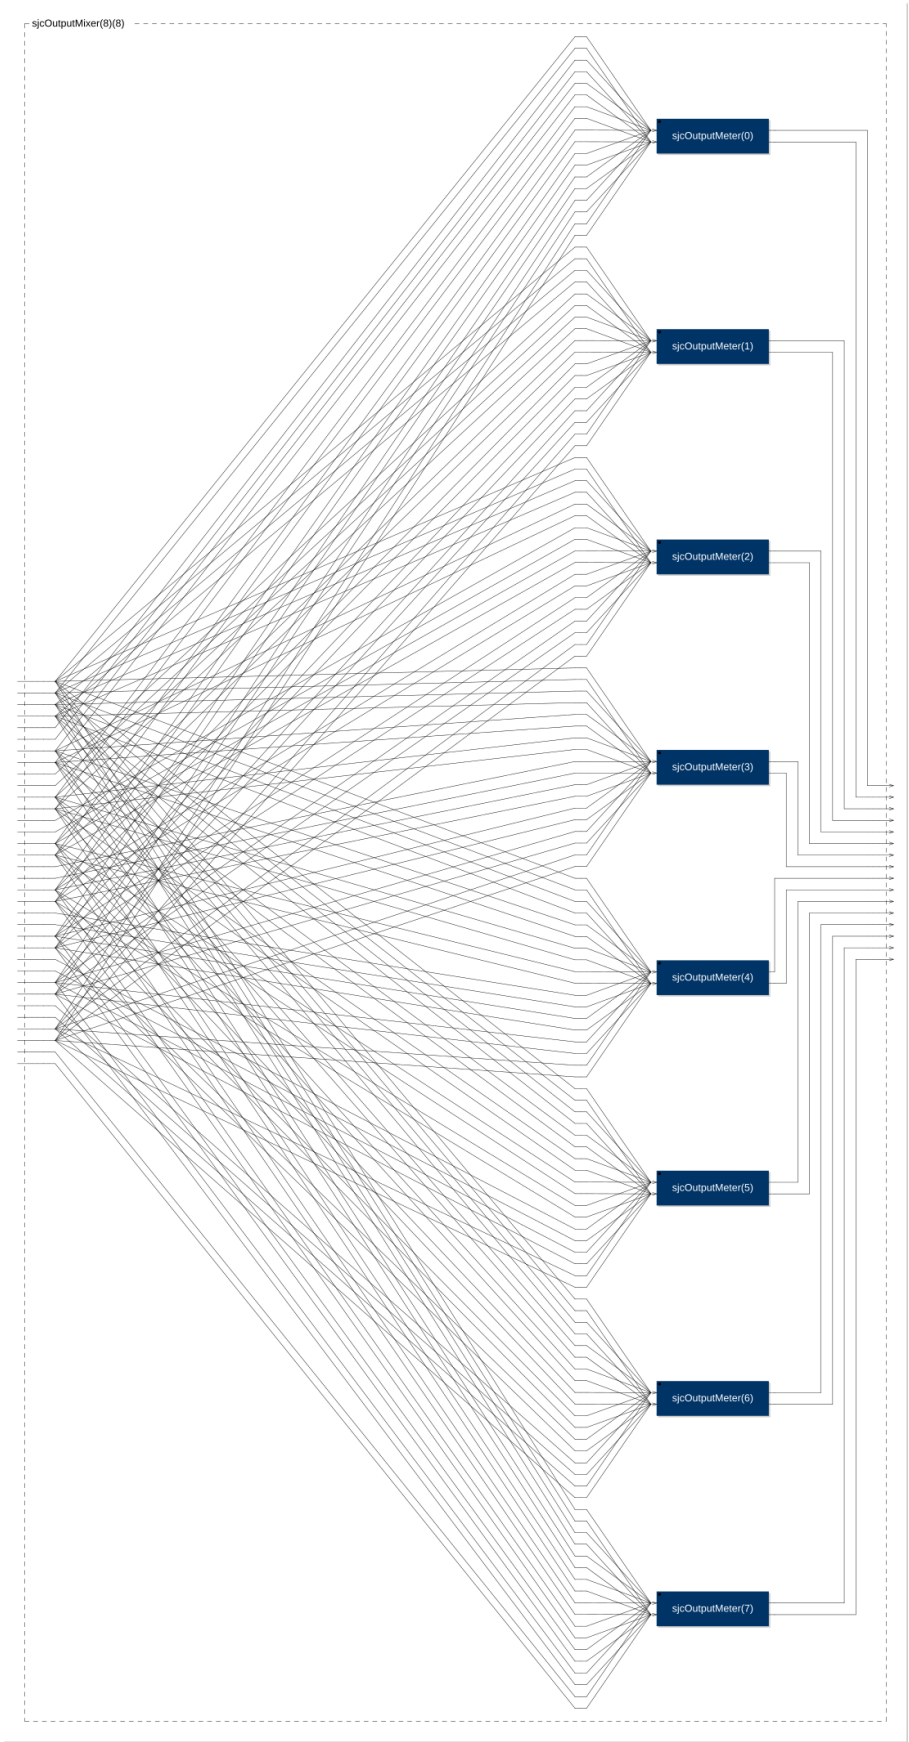 sjcOutputMixer(8)(8)
sjcOutputMeter(0)
sjcOutputMeter(1)
sjcOutputMeter(2)
sjcOutputMeter(3)
sjcOutputMeter(4)
sjcOutputMeter(5)
sjcOutputMeter(6)
sjcOutputMeter(7)